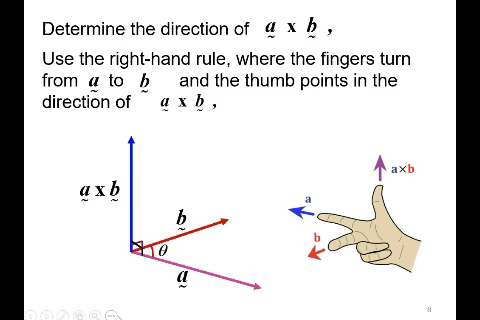 Determine the direction of a x b ,
Use the right-hand rule, where the fingers turn
from a to b and the thumb points in the
direction of a x b ,
a x b
b
θ
a
a×b
a
b
8